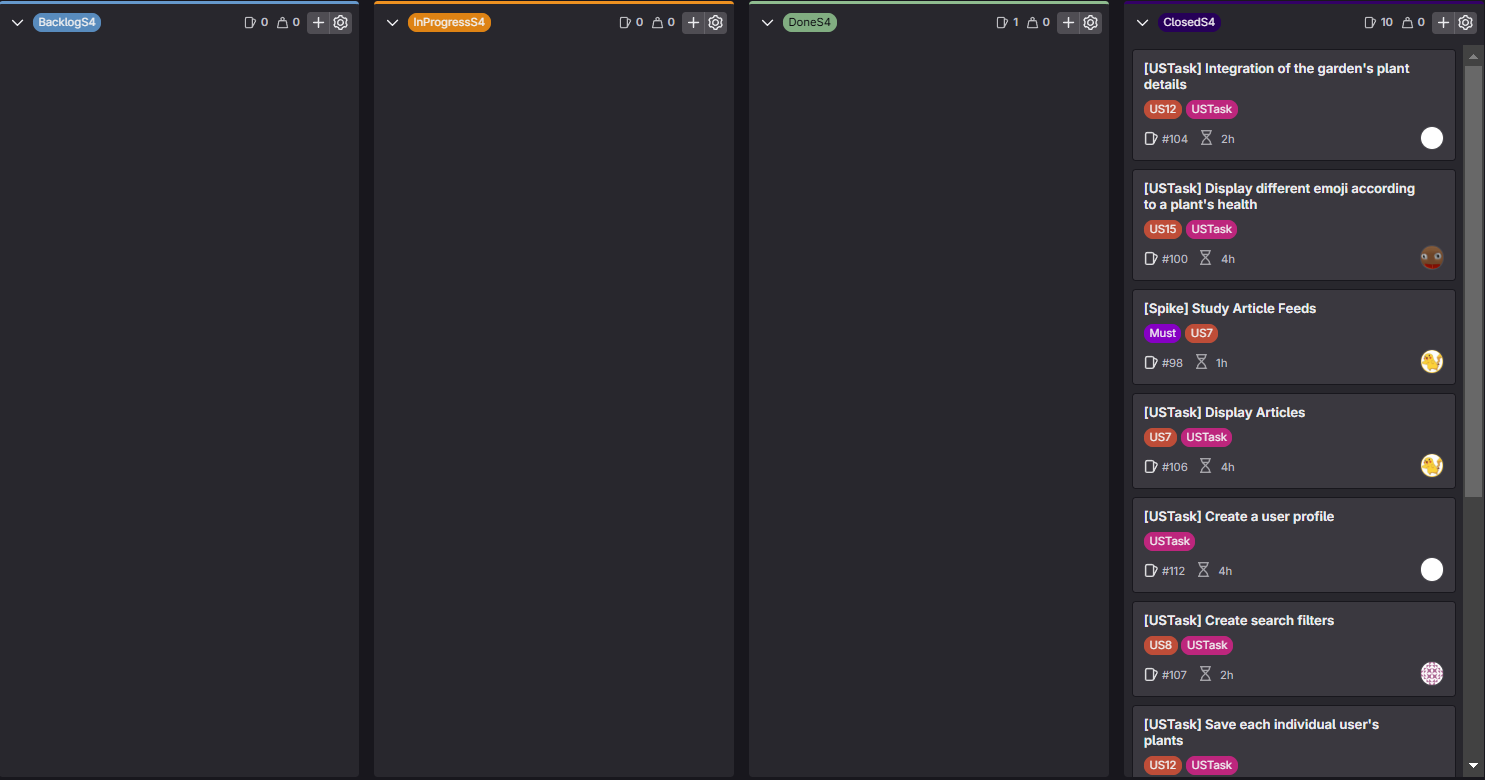 BacklogS4 0 0
InProgressS4 0 0
DoneS4 1 0
ClosedS4 10 0
[USTask] Integration of the garden's plant
details
US12 USTask
#104 2h
[USTask] Display different emoji according
to a plant's health
US15 USTask
#100 4h
[Spike] Study Article Feeds
Must US7
#98 1h
[USTask] Display Articles
US7 USTask
#106 4h
[USTask] Create a user profile
USTask
#112 4h
[USTask] Create search filters
US8 USTask
#107 2h
[USTask] Save each individual user's
plants
US12 USTask